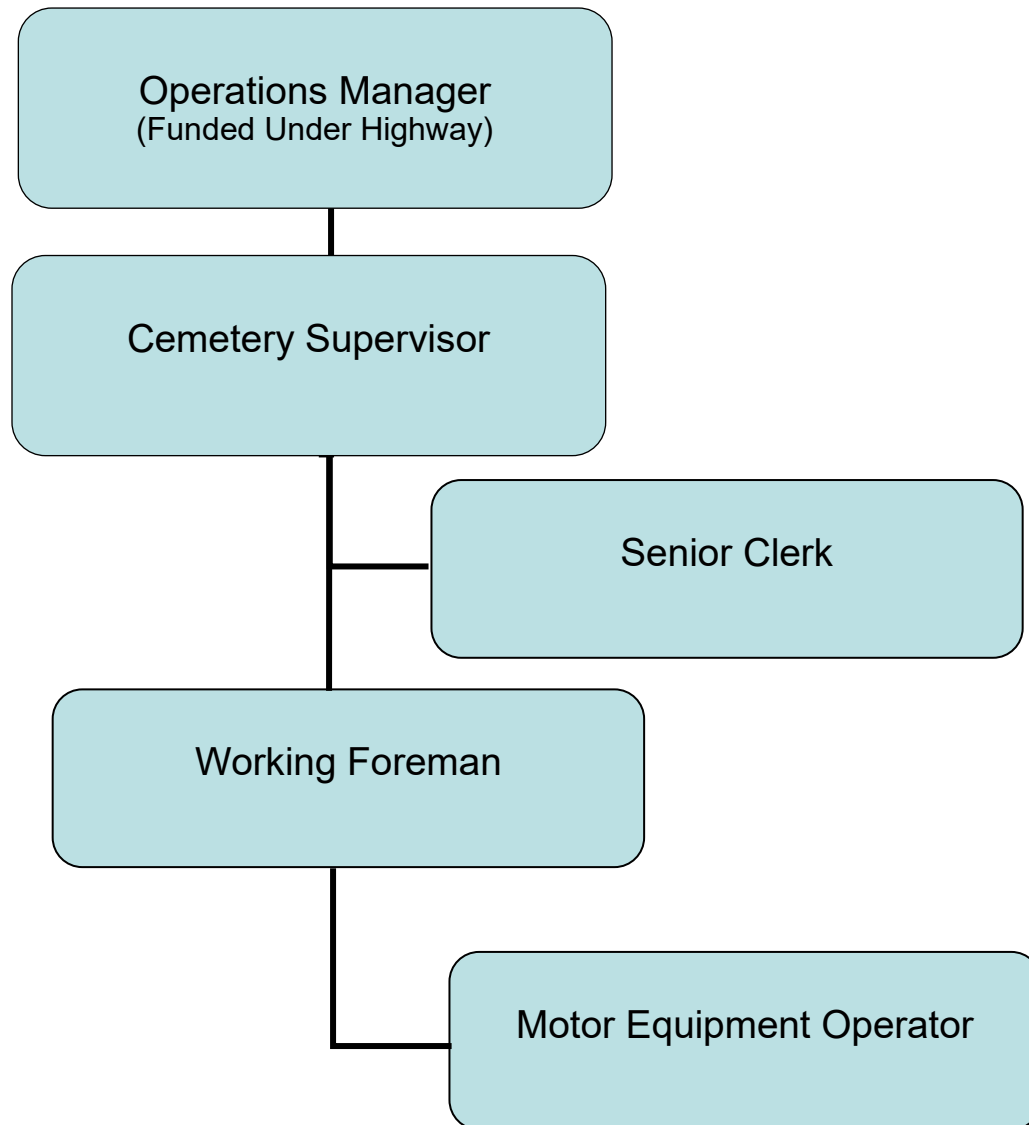 Operations Manager
(Funded Under Highway)
Cemetery Supervisor
Senior Clerk
Working Foreman
Motor Equipment Operator